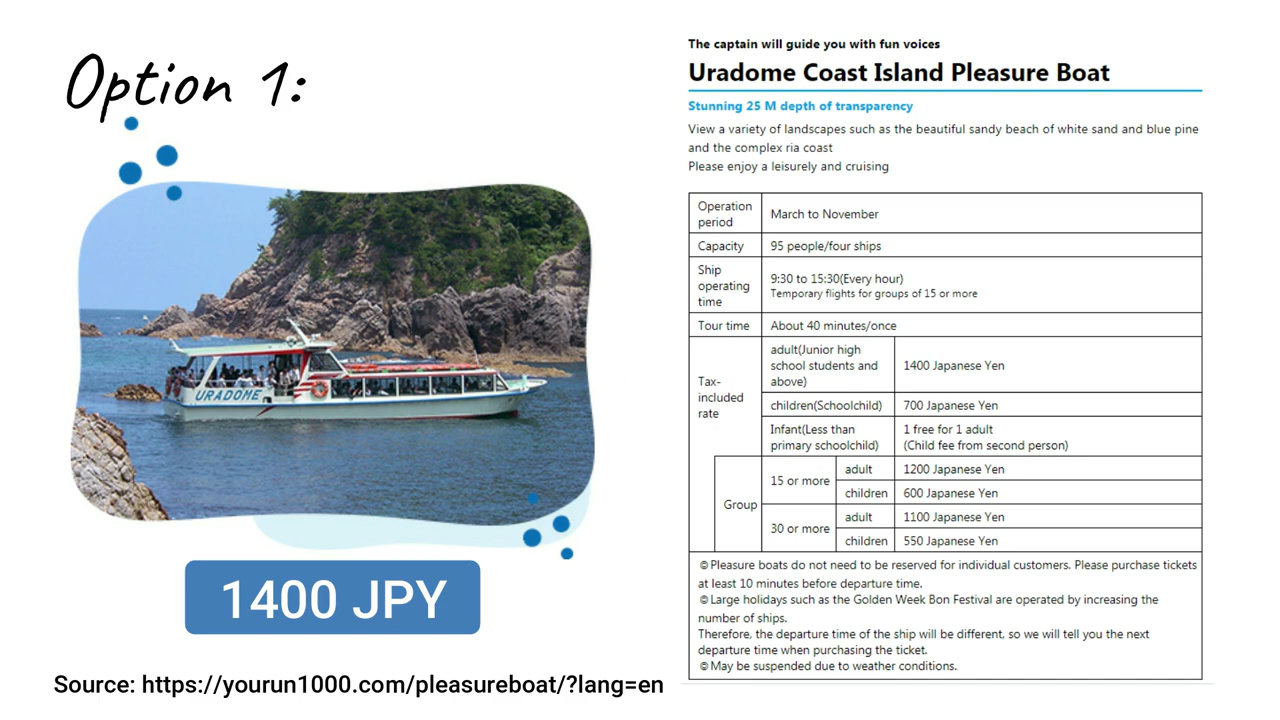 Option 1:
URADOME
1400 JPY
Source: https://yourun1000.com/pleasureboat/?lang=en
The captain will guide you with fun voices
Uradome Coast Island Pleasure Boat
Stunning 25 M depth of transparency
View a variety of landscapes such as the beautiful sandy beach of white sand and blue pine
and the complex ria coast
Please enjoy a leisurely and cruising
Operation
period
March to November
Capacity
95 people/four ships
Ship
operating
time
9:30 to 15:30(Every hour)
Temporary flights for groups of 15 or more
Tour time
About 40 minutes/once
Tax-
included
rate
adult(Junior high
school students and
above)
1400 Japanese Yen
children(Schoolchild)
700 Japanese Yen
Infant(Less than
primary schoolchild)
1 free for 1 adult
(Child fee from second person)
Group
15 or more
adult
1200 Japanese Yen
children
600 Japanese Yen
30 or more
adult
1100 Japanese Yen
children
550 Japanese Yen
◎Pleasure boats do not need to be reserved for individual customers. Please purchase tickets
at least 10 minutes before departure time.
◎Large holidays such as the Golden Week Bon Festival are operated by increasing the
number of ships.
Therefore, the departure time of the ship will be different, so we will tell you the next
departure time when purchasing the ticket.
◎May be suspended due to weather conditions.